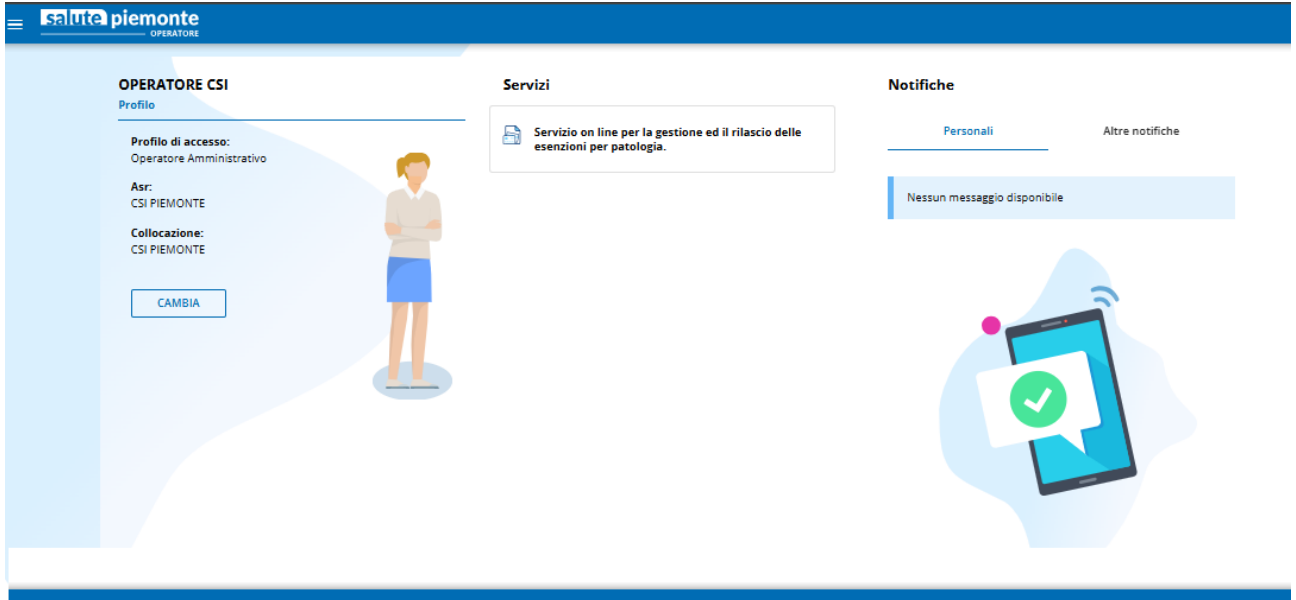 salute piemonte
OPERATORE
OPERATORE CSI
Profilo
Profilo di accesso:
Operatore Amministrativo
Asr:
CSI PIEMONTE
Collocazione:
CSI PIEMONTE
CAMBIA
Servizi
Servizio on line per la gestione ed il rilascio delle
esenzioni per patologia.
Notifiche
Personali
Altre notifiche
Nessun messaggio disponibile